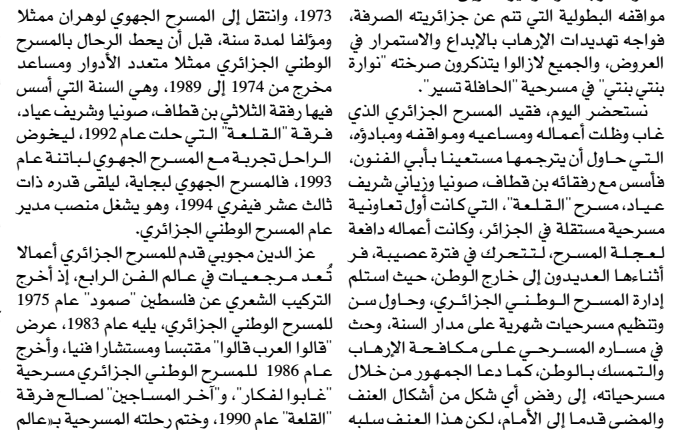 مواقفه البطولية التي تتم عن جزائريته الصرفة،
فواجه تهديدات الإرهاب بالإبداع والاستمرار في
العروض، والجميع لازالوا يتذكرون صرخته "نوارة
بنتي بنتي" في مسرحية "الحافلة تسير".
نستحضر اليوم، فقيد المسرح الجزائري الذي
غاب وظلت أعماله ومساعيه ومواقفه ومبادؤه،
التي حاول أن يترجمها مستعينا بأبي الفنون،
فأسس مع رفقائه بن قطاف، صونيا وزياني شريف
عياد، مسرح "القلعة"، التي كانت أول تعاونية
مسرحية مستقلة في الجزائر، وكانت أعماله دافعة
لعجلة المسرح، لتتحرك في فترة عصيبة، فر
أثناءها العديدون إلى خارج الوطن، حيث استلم
إدارة المسرح الوطني الجزائري، وحاول سن
وتنظيم مسرحيات شهرية على مدار السنة، وحث
في مساره المسرحي على مكافحة الإرهاب
والتمسك بالوطن، كما دعا الجمهور من خلال
مسرحياته، إلى رفض أي شكل من أشكال العنف
والمضي قدما إلى الأمام، لكن هذا العنف سلبه
1973، وانتقل إلى المسرح الجهوي لوهران ممثلا
ومؤلفا لمدة سنة، قبل أن يحط الرحال بالمسرح
الوطني الجزائري ممثلا متعدد الأدوار ومساعد
مخرج من 1974 إلى 1989، وهي السنة التي أسس
فيها رفقة الثلاثي بن قطاف، صونيا وشريف عياد،
فرقة "القلعة" التي حلت عام 1992، ليخوض
الراحل تجربة مع المسرح الجهوي لباتنة عام
1993، فالمسرح الجهوي لبجاية، ليلقى قدره ذات
ثالث عشر فيفري 1994، وهو يشغل منصب مدير
عام المسرح الوطني الجزائري.
عز الدين مجوبي قدم للمسرح الجزائري أعمالا
تُعد مرجعيات في عالم الفن الرابع، إذ أخرج
التركيب الشعري عن فلسطين "صمود" عام 1975
للمسرح الوطني الجزائري، يليه عام 1983، عرض
"قالوا العرب قالوا" مقتبسا ومستشارا فنيا، وأخرج
عام 1986 للمسرح الوطني الجزائري مسرحية
"غابوا لفكار"، و"آخر المساجين" لصالح فرقة
"القلعة" عام 1990، وختم رحلته المسرحية بـ"عالم